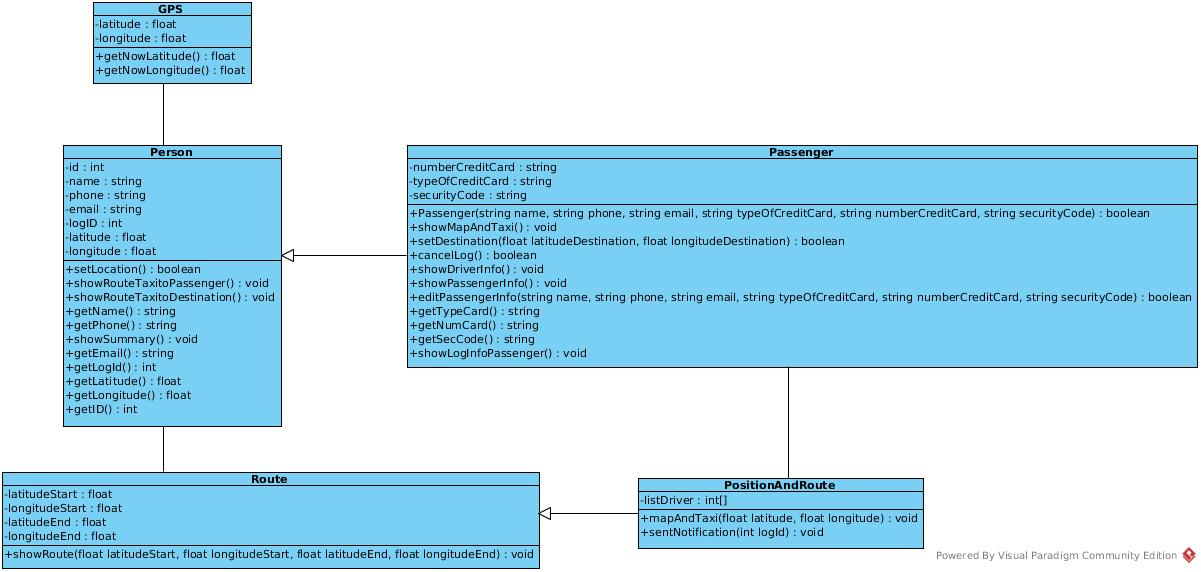 GPS
-latitude : float
-longitude : float
+getNowLatitude() : float
+getNowLongitude() : float
Person
-id : int
-name : string
-phone : string
-email : string
-logID : int
-latitude : float
-longitude : float
+setLocation() : boolean
+showRouteTaxitoPassenger() : void
+showRouteTaxitoDestination() : void
+getName() : string
+getPhone() : string
+showSummary() : void
+getEmail() : string
+getLogId() : int
+getLatitude() : float
+getLongitude() : float
+getID() : int
Passenger
-numberCreditCard : string
-typeOfCreditCard : string
-securityCode : string
+Passenger(string name, string phone, string email, string typeOfCreditCard, string numberCreditCard, string securityCode) : boolean
+showMapAndTaxi() : void
+setDestination(float latitudeDestination, float longitudeDestination) : boolean
+cancelLog() : boolean
+showDriverInfo() : void
+showPassengerInfo() : void
+editPassengerInfo(string name, string phone, string email, string typeOfCreditCard, string numberCreditCard, string securityCode) : boolean
+getTypeCard() : string
+getNumCard() : string
+getSecCode() : string
+showLogInfoPassenger() : void
Route
-latitudeStart : float
-longitudeStart : float
-latitudeEnd : float
-longitudeEnd : float
+showRoute(float latitudeStart, float longitudeStart, float latitudeEnd, float longitudeEnd) : void
PositionAndRoute
-listDriver : int[]
+mapAndTaxi(float latitude, float longitude) : void
+sentNotification(int logId) : void
Powered By Visual Paradigm Community Edition